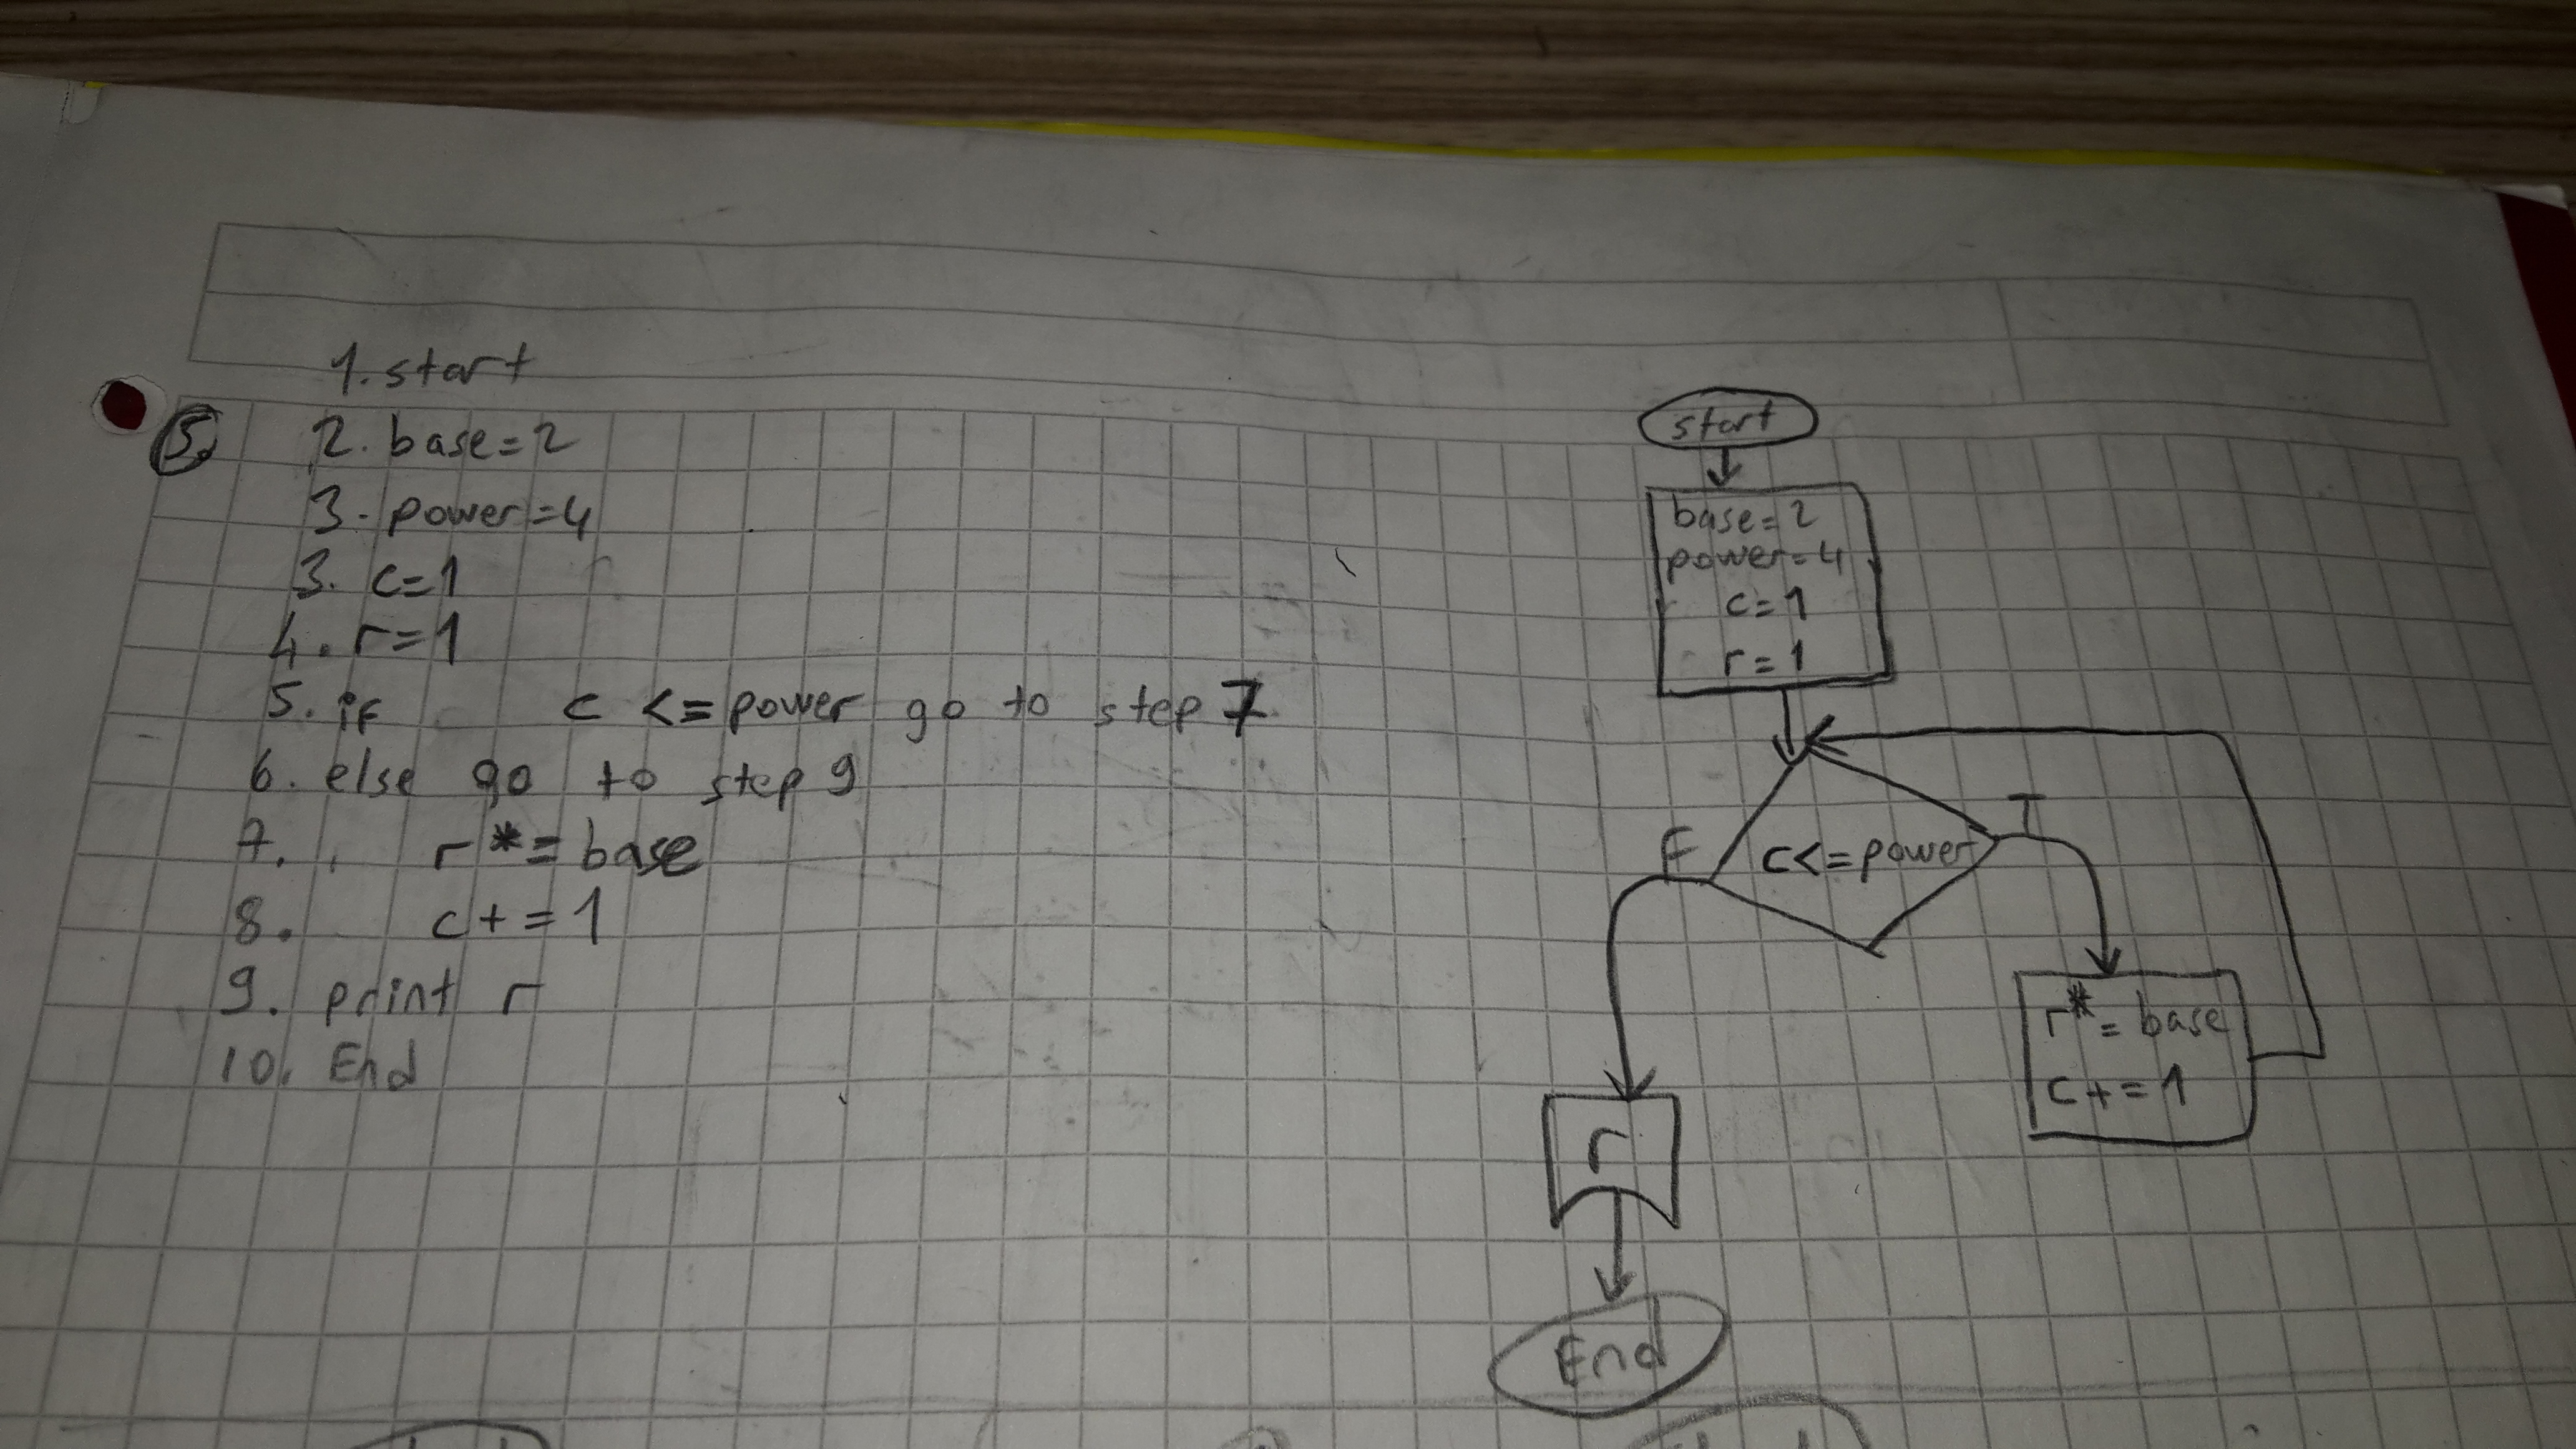 1. start
5.
2. base=2
3. power=4
3. c=1
4. r=1
5. if c <= power go to step 7
6. else go to step 9
7. r *= base
8. c += 1
9. print r
10. End
start
base=2
power=4
c=1
r=1
c<=power
F
T
r *= base
c += 1
r
End